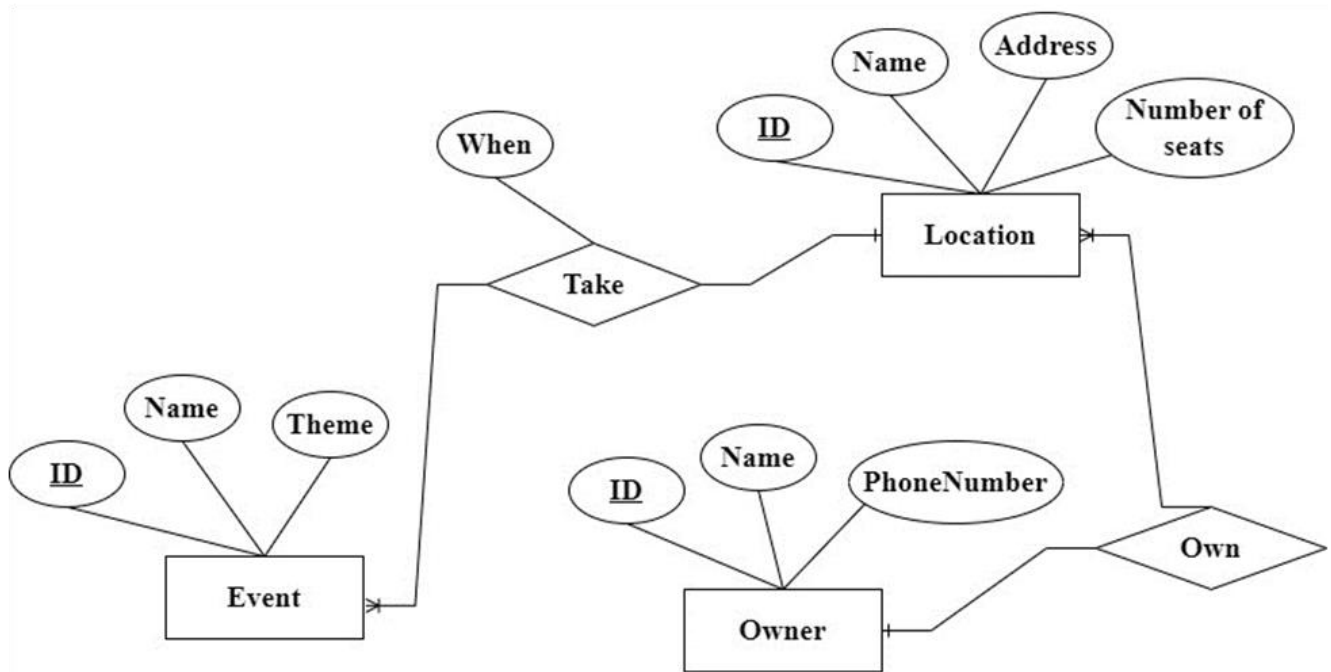 Address
Name
Number of
seats
ID
When
Location
Take
Name
Theme
ID
Event
Name
PhoneNumber
ID
Own
Owner